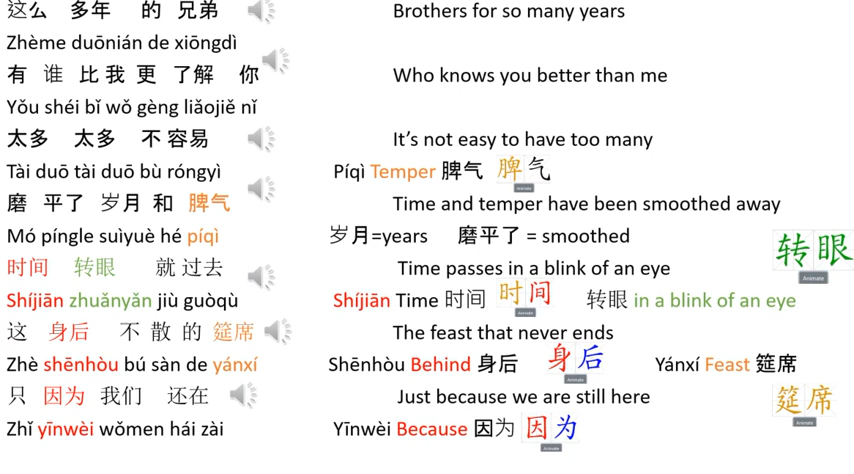 这么 多年 的 兄弟 Brothers for so many years
Zhème duōnián de xiōngdì
有 谁 比 我 更 了解 你 Who knows you better than me
Yǒu shéi bǐ wǒ gèng liǎojiě nǐ
太多 太多 不 容易 It’s not easy to have too many
Tài duō tài duō bù róngyì Píqì Temper 脾气 脾气 Animate
磨 平了 岁月 和 脾气 Time and temper have been smoothed away
Mó píngle suìyuè hé píqì 岁月=years 磨平了 = smoothed 转眼 Animate
时间 转眼 就 过去 Time passes in a blink of an eye
Shíjiān zhuǎnyǎn jiù guòqù Shíjiān Time 时间 时间 Animate 转眼 in a blink of an eye
这 身后 不 散 的 筵席 The feast that never ends
Zhè shēnhòu bú sàn de yánxí Shēnhòu Behind 身后 身后 Animate Yánxí Feast 筵席
只 因为 我们 还在 Just because we are still here 筵席 Animate
Zhǐ yīnwèi wǒmen hái zài Yīnwèi Because 因为 因为 Animate